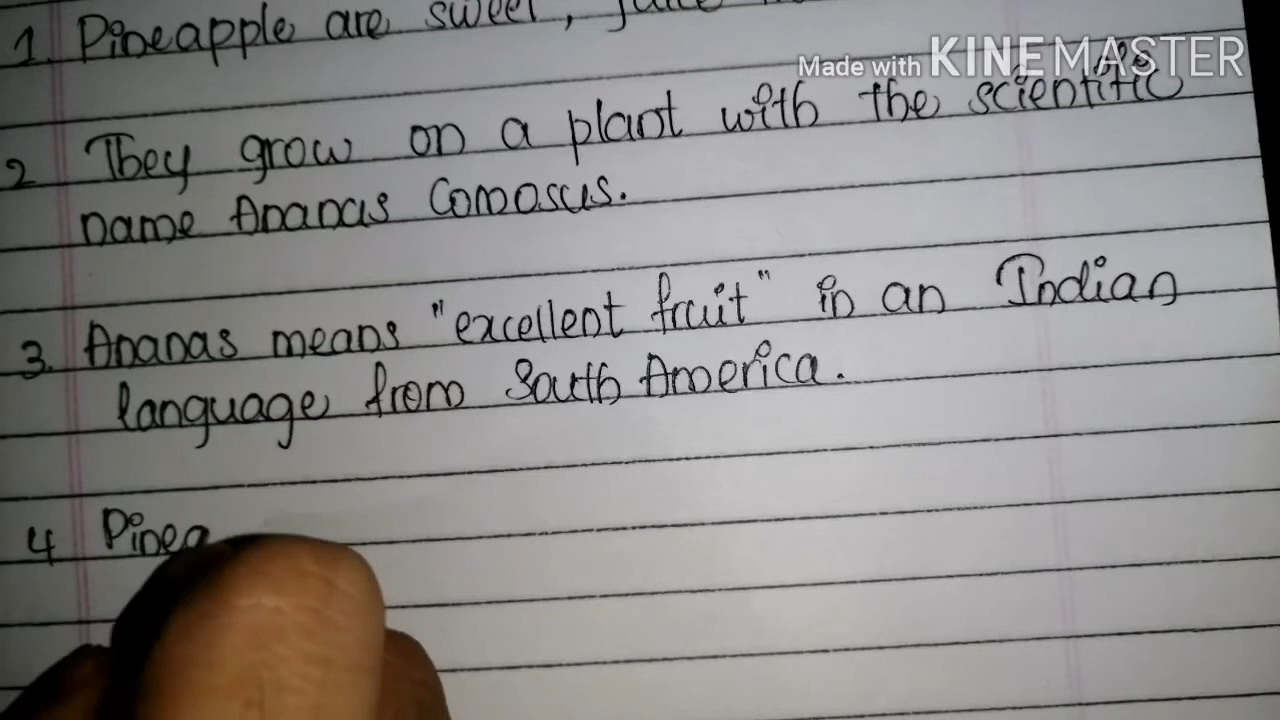 1. Pineapple are sweet,
Made with KINEMASTER
2 They grow on a plant with the scientific
name Ananas Comosus.
3. Ananas means "excellent fruit" in an Indian
language from South America.
4 Pinea